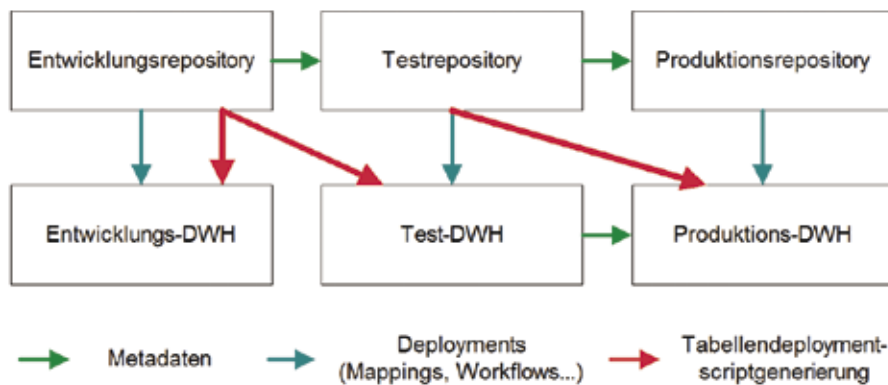 Entwicklungsrepository
Testrepository
Produktionsrepository
Entwicklungs-DWH
Test-DWH
Produktions-DWH
Metadaten
Deployments
(Mappings, Workflows...)
Tabellendeployment-
scriptgenerierung